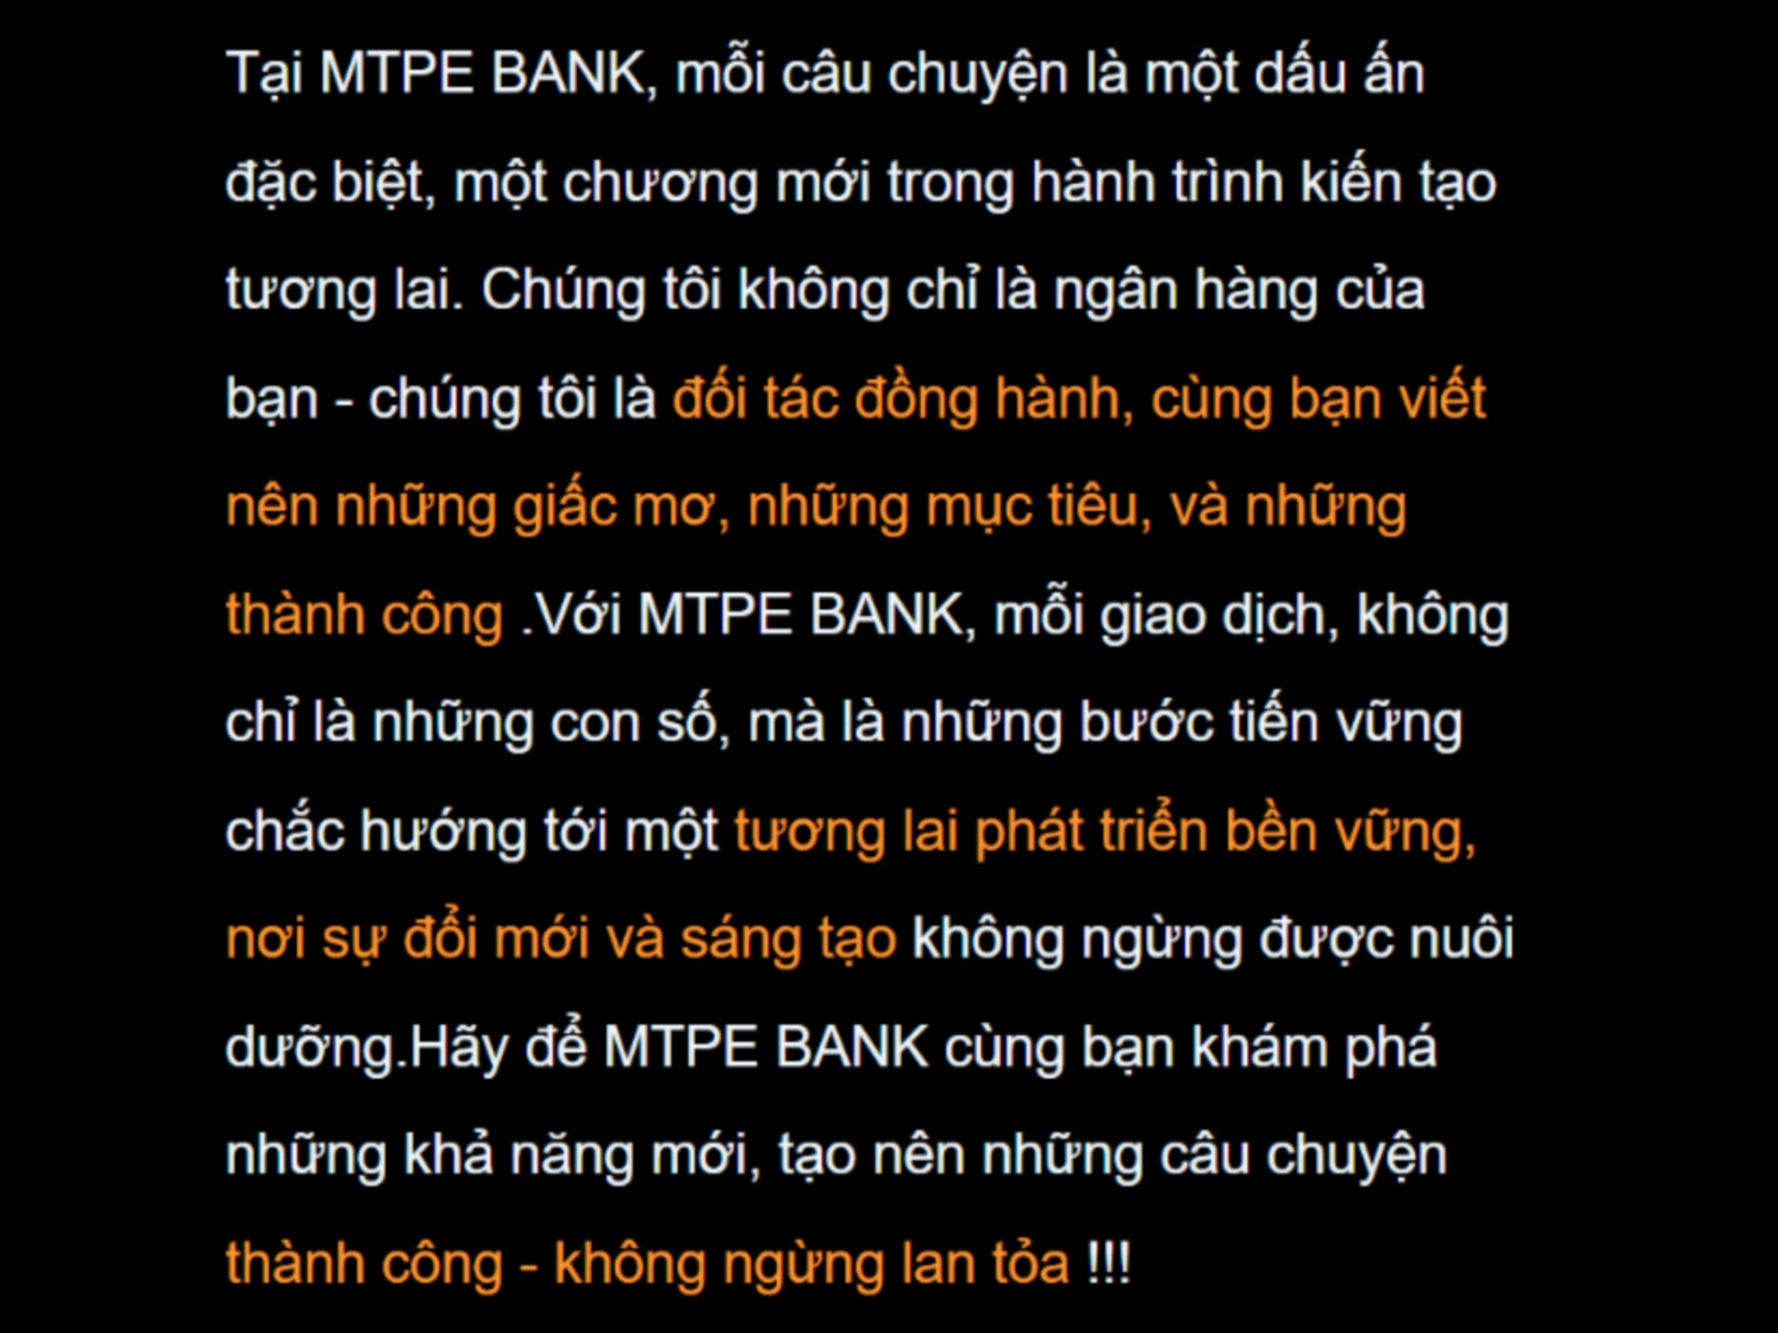 Tại MTPE BANK, mỗi câu chuyện là một dấu ấn
đặc biệt, một chương mới trong hành trình kiến tạo
tương lai. Chúng tôi không chỉ là ngân hàng của
bạn - chúng tôi là đối tác đồng hành, cùng bạn viết
nên những giấc mơ, những mục tiêu, và những
thành công .Với MTPE BANK, mỗi giao dịch, không
chỉ là những con số, mà là những bước tiến vững
chắc hướng tới một tương lai phát triển bền vững,
nơi sự đổi mới và sáng tạo không ngừng được nuôi
dưỡng.Hãy để MTPE BANK cùng bạn khám phá
những khả năng mới, tạo nên những câu chuyện
thành công - không ngừng lan tỏa !!!